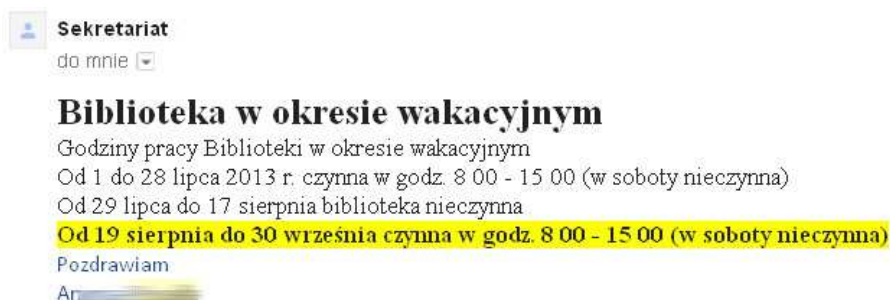 Sekretariat
do mnie
Biblioteka w okresie wakacyjnym
Godziny pracy Biblioteki w okresie wakacyjnym
Od 1 do 28 lipca 2013 r. czynna w godz. 8 00 - 15 00 (w soboty nieczynna)
Od 29 lipca do 17 sierpnia biblioteka nieczynna
Od 19 sierpnia do 30 września czynna w godz. 8 00 - 15 00 (w soboty nieczynna)
Pozdrawiam